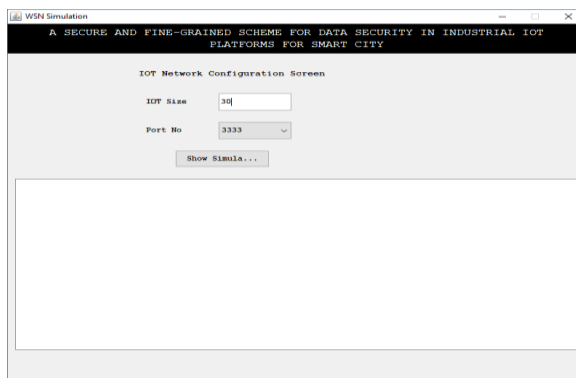 WSN Simulation
A SECURE AND FINE-GRAINED SCHEME FOR DATA SECURITY IN INDUSTRIAL IOT
PLATFORMS FOR SMART CITY
IOT Network Configuration Screen
IOT Size 30
Port No 3333
Show Simula...